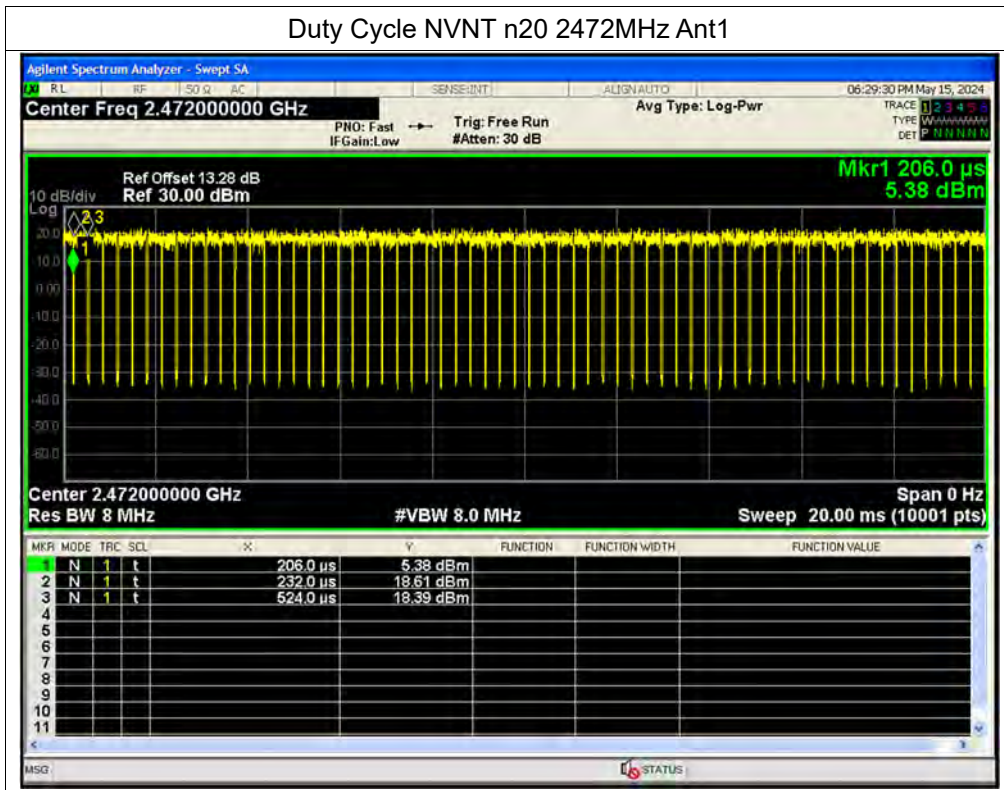 Duty Cycle NVNT n20 2472MHz Ant1
Agilent Spectrum Analyzer - Swept SA
RL RF 50 Ω AC SENSE:INT ALIGN AUTO 06:29:30 PM May 15, 2024
Center Freq 2.472000000 GHz Avg Type: Log-Pwr TRACE 1 2 3 4 5 6
PNO: Fast Trig: Free Run TYPE W
IFGain:Low #Atten: 30 dB DET P N N N N N
Mkr1 206.0 µs
Ref Offset 13.28 dB
10 dB/div Ref 30.00 dBm 5.38 dBm
Log
2 3
20.0
1
10.0
0.00
-10.0
-20.0
-30.0
-40.0
-50.0
-60.0
Center 2.472000000 GHz Span 0 Hz
Res BW 8 MHz #VBW 8.0 MHz Sweep 20.00 ms (10001 pts)
MKR MODE TRC SCL X Y FUNCTION FUNCTION WIDTH FUNCTION VALUE
1 N 1 t 206.0 µs 5.38 dBm
2 N 1 t 232.0 µs 18.61 dBm
3 N 1 t 524.0 µs 18.39 dBm
4
5
6
7
8
9
10
11
MSG STATUS